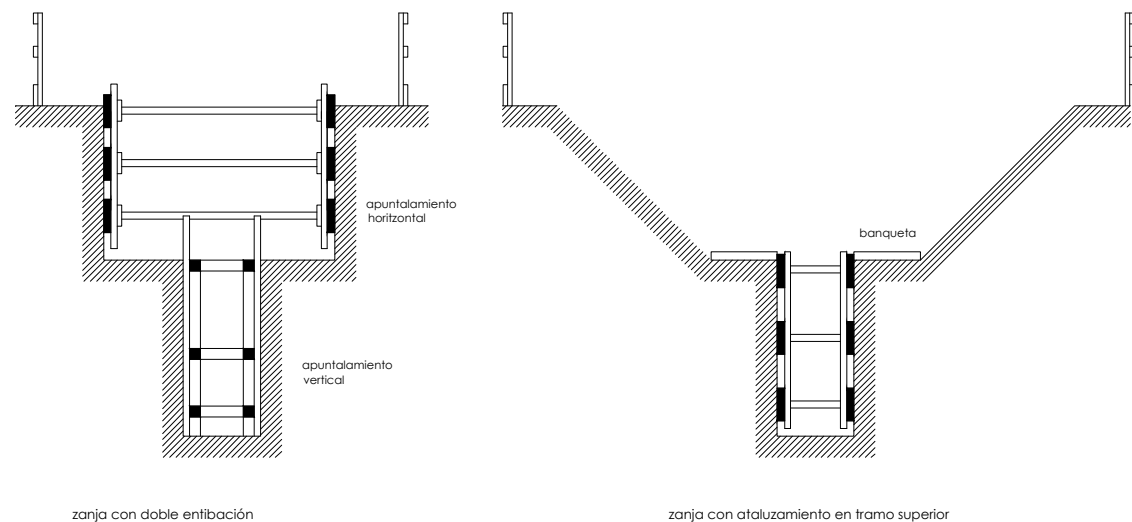 apuntalamiento
horitzontal
banqueta
apuntalamiento
vertical
zanja con doble entibación
zanja con ataluzamiento en tramo superior